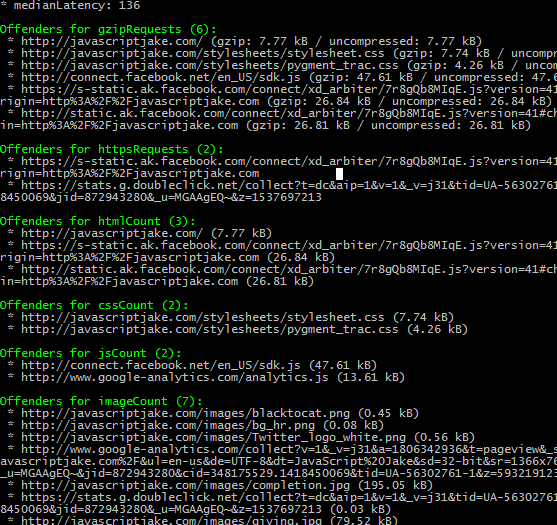 * medianLatency: 136
Offenders for gzipRequests (6):
* http://javascriptjake.com/ (gzip: 7.77 kB / uncompressed: 7.77 kB)
* http://javascriptjake.com/stylesheets/stylesheet.css (gzip: 7.74 kB / uncompr
* http://javascriptjake.com/stylesheets/pygment_trac.css (gzip: 4.26 kB / uncom
* http://connect.facebook.net/en_US/sdk.js (gzip: 47.61 kB / uncompressed: 47.6
* https://s-static.ak.facebook.com/connect/xd_arbiter/7r8gQb8MIqE.js?version=41
rigin=http%3A%2F%2Fjavascriptjake.com (gzip: 26.84 kB / uncompressed: 26.84 kB)
* http://static.ak.facebook.com/connect/xd_arbiter/7r8gQb8MIqE.js?version=41#ch
in=http%3A%2F%2Fjavascriptjake.com (gzip: 26.81 kB / uncompressed: 26.81 kB)
Offenders for httpsRequests (2):
* https://s-static.ak.facebook.com/connect/xd_arbiter/7r8gQb8MIqE.js?version=41
rigin=http%3A%2F%2Fjavascriptjake.com
* https://stats.g.doubleclick.net/collect?t=dc&aip=1&v=1&_v=j31&tid=UA-56302761
8450069&jid=872943280&_u=MGAAgEQ~&z=1537697213
Offenders for htmlCount (3):
* http://javascriptjake.com/ (7.77 kB)
* https://s-static.ak.facebook.com/connect/xd_arbiter/7r8gQb8MIqE.js?version=41
rigin=http%3A%2F%2Fjavascriptjake.com (26.84 kB)
* http://static.ak.facebook.com/connect/xd_arbiter/7r8gQb8MIqE.js?version=41#ch
in=http%3A%2F%2Fjavascriptjake.com (26.81 kB)
Offenders for cssCount (2):
* http://javascriptjake.com/stylesheets/stylesheet.css (7.74 kB)
* http://javascriptjake.com/stylesheets/pygment_trac.css (4.26 kB)
Offenders for jsCount (2):
* http://connect.facebook.net/en_US/sdk.js (47.61 kB)
* http://www.google-analytics.com/analytics.js (13.61 kB)
Offenders for imageCount (7):
* http://javascriptjake.com/images/blacktocat.png (0.45 kB)
* http://javascriptjake.com/images/bg_hr.png (0.08 kB)
* http://javascriptjake.com/images/Twitter_logo_white.png (0.56 kB)
* http://www.google-analytics.com/collect?v=1&_v=j31&a=1806342936&t=pageview&_s
avascriptjake.com%2F&ul=en-us&de=UTF-8&dt=JavaScript%20Jake&sd=32-bit&sr=1366x76
_u=MGAAgEQ~&jid=872943280&cid=348175529.1418450069&tid=UA-56302761-1&z=593219123
* http://javascriptjake.com/images/completion.jpg (195.05 kB)
* https://stats.g.doubleclick.net/collect?t=dc&aip=1&v=1&_v=j31&tid=UA-56302761
8450069&jid=872943280&_u=MGAAgEQ~&z=1537697213 (0.03 kB)
* http://javascriptjake.com/images/giving.jpg (79.52 kB)